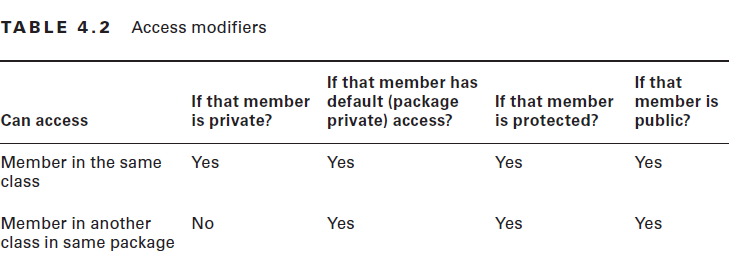 TABLE 4.2 Access modifiers
If that member has If that
If that member default (package If that member member is
Can access is private? private) access? is protected? public?
Member in the same Yes Yes Yes Yes
class
Member in another No Yes Yes Yes
class in same package